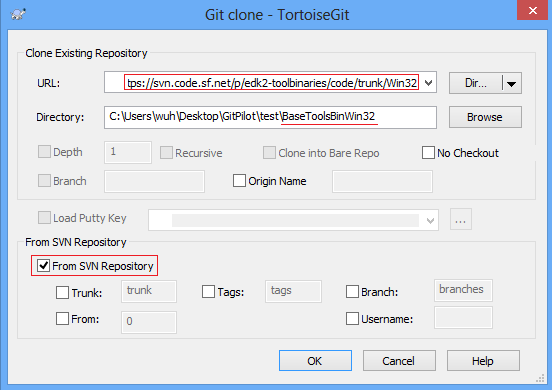 Git clone - TortoiseGit
Clone Existing Repository
URL: tps://svn.code.sf.net/p/edk2-toolbinaries/code/trunk/Win32 Dir...
Directory: C:\Users\wuh\Desktop\GitPilot\test\BaseToolsBinWin32 Browse
Depth 1 Recursive Clone into Bare Repo No Checkout
Branch Origin Name
Load Putty Key ...
From SVN Repository
From SVN Repository
Trunk: trunk Tags: tags Branch: branches
From: 0 Username:
OK Cancel Help